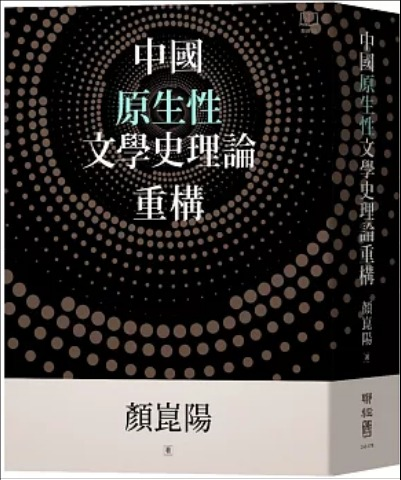 中國
原生性
文學史理論
重構
顏崑陽
著
中國原生性文學史理論重構
顏崑陽
著
聯經